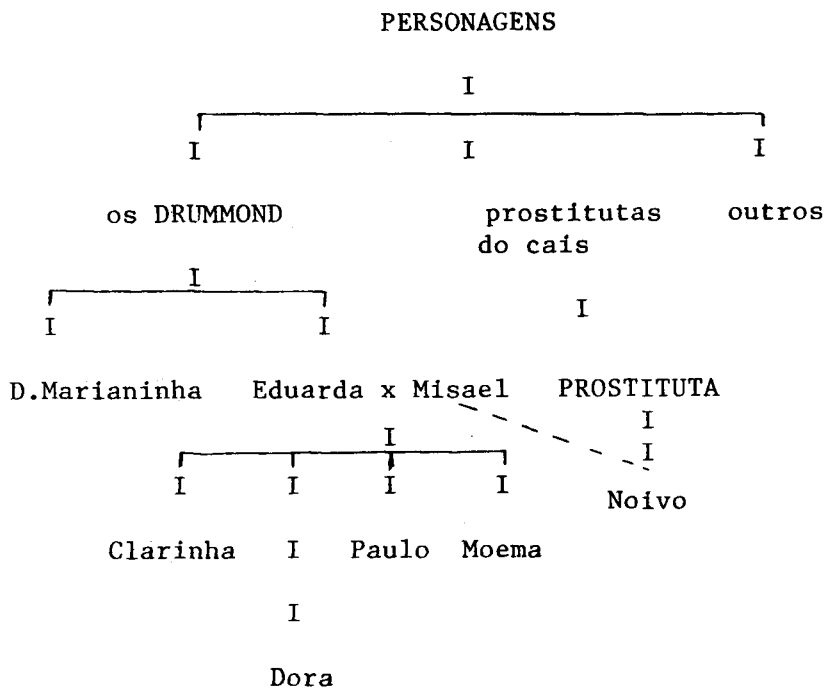 PERSONAGENS
I
I I I
os DRUMMOND prostitutas outros
do cais
I
I I I
D.Marianinha Eduarda x Misael PROSTITUTA
I
I I
I I I I
Noivo
Clarinha I Paulo Moema
I
Dora